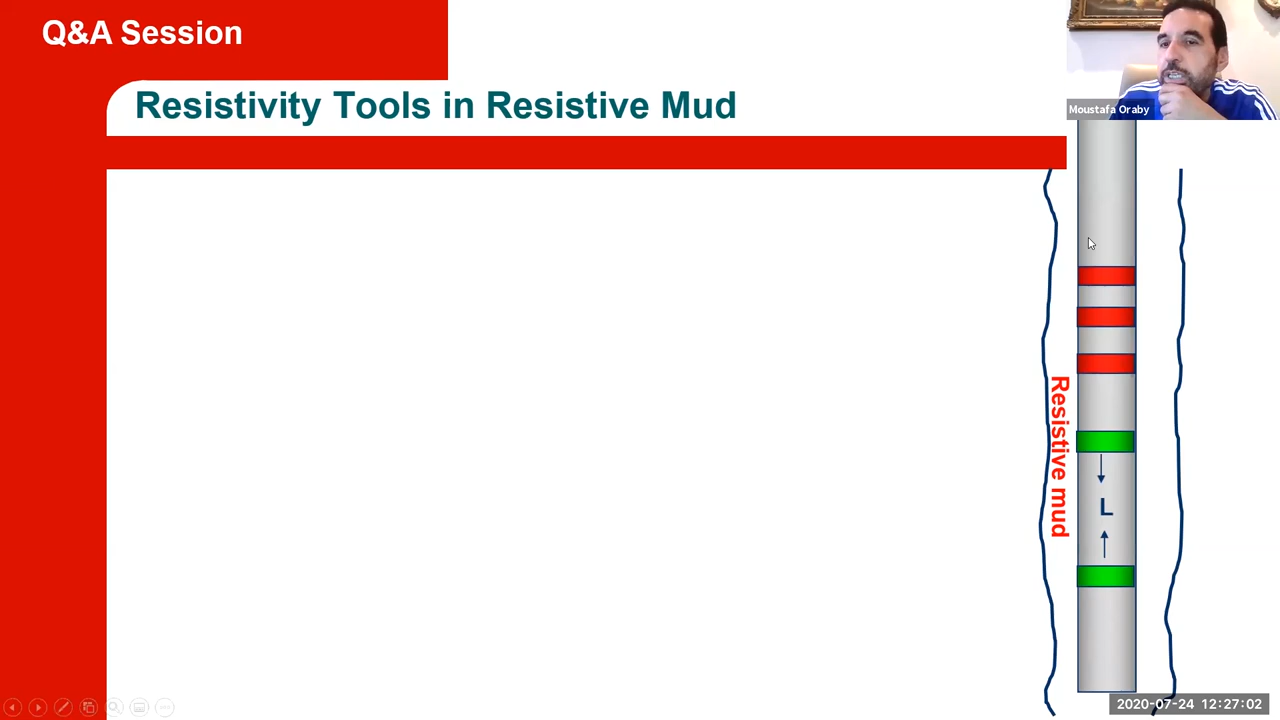 Q&A Session
Resistivity Tools in Resistive Mud
Moustafa Oraby
Resistive mud
L
2020-07-24 12:27:02